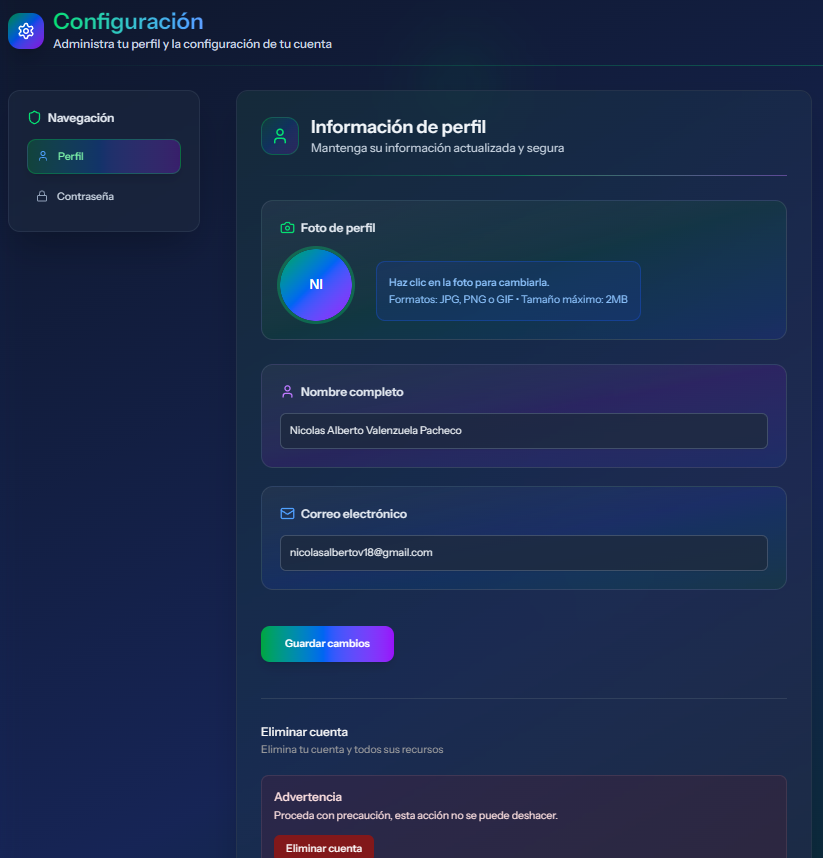 Configuración
Administra tu perfil y la configuración de tu cuenta
Navegación
Perfil
Contraseña
Información de perfil
Mantenga su información actualizada y segura
Foto de perfil
NI
Haz clic en la foto para cambiarla.
Formatos: JPG, PNG o GIF • Tamaño máximo: 2MB
Nombre completo
Nicolas Alberto Valenzuela Pacheco
Correo electrónico
nicolasalbertov18@gmail.com
Guardar cambios
Eliminar cuenta
Elimina tu cuenta y todos sus recursos
Advertencia
Proceda con precaución, esta acción no se puede deshacer.
Eliminar cuenta